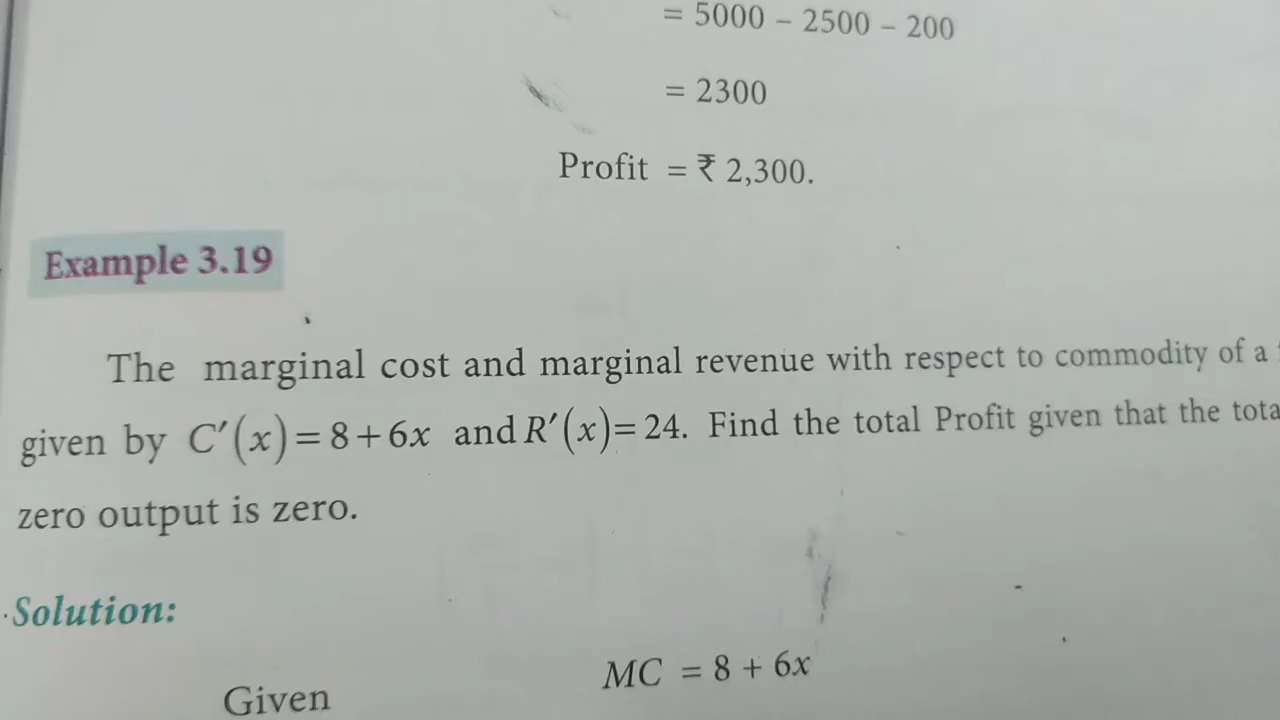 = 5000 – 2500 – 200
= 2300
Profit = ₹ 2,300.
Example 3.19
The marginal cost and marginal revenue with respect to commodity of a
given by C′(x)=8+6x and R′(x)=24. Find the total Profit given that the
zero output is zero.
Solution:
Given MC = 8 + 6x